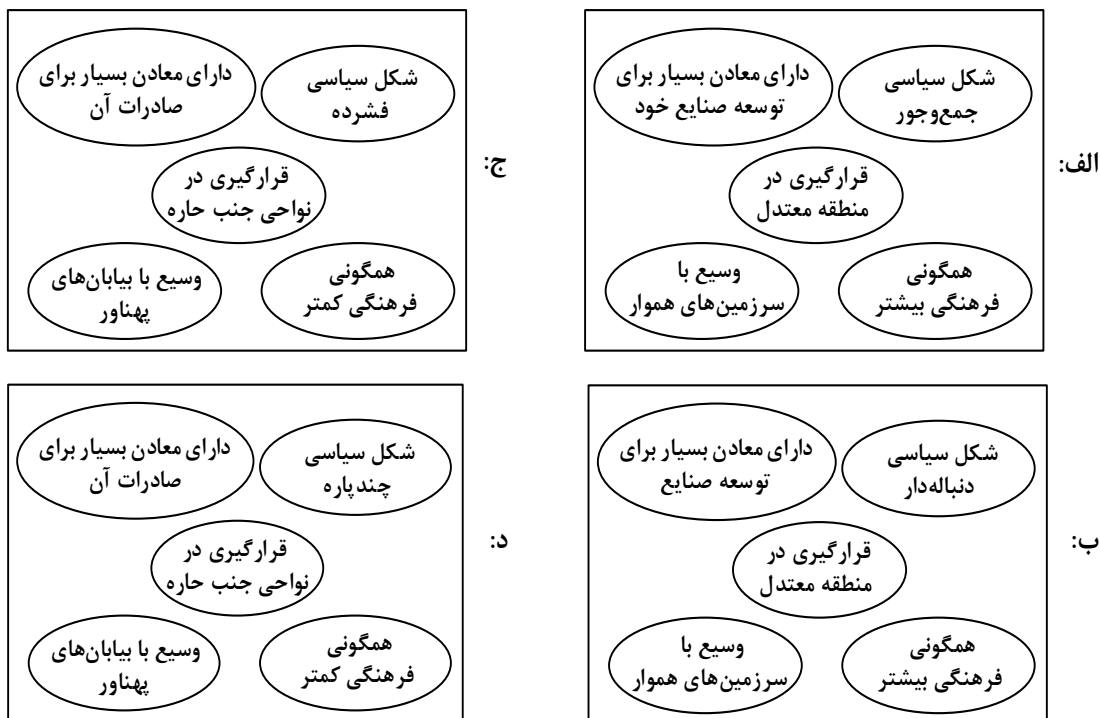 الف:
شکل سیاسی
جمع‌وجور
دارای معادن بسیار برای
توسعه صنایع خود
قرارگیری در
منطقه معتدل
همگونی
فرهنگی بیشتر
وسیع با
سرزمین‌های هموار
ج:
شکل سیاسی
فشرده
دارای معادن بسیار برای
صادرات آن
قرارگیری در
نواحی جنب حاره
همگونی
فرهنگی کمتر
وسیع با بیابان‌های
پهناور
ب:
شکل سیاسی
دنباله‌دار
دارای معادن بسیار برای
توسعه صنایع
قرارگیری در
منطقه معتدل
همگونی
فرهنگی بیشتر
وسیع با
سرزمین‌های هموار
د:
شکل سیاسی
چندپاره
دارای معادن بسیار برای
صادرات آن
قرارگیری در
نواحی جنب حاره
همگونی
فرهنگی کمتر
وسیع با بیابان‌های
پهناور